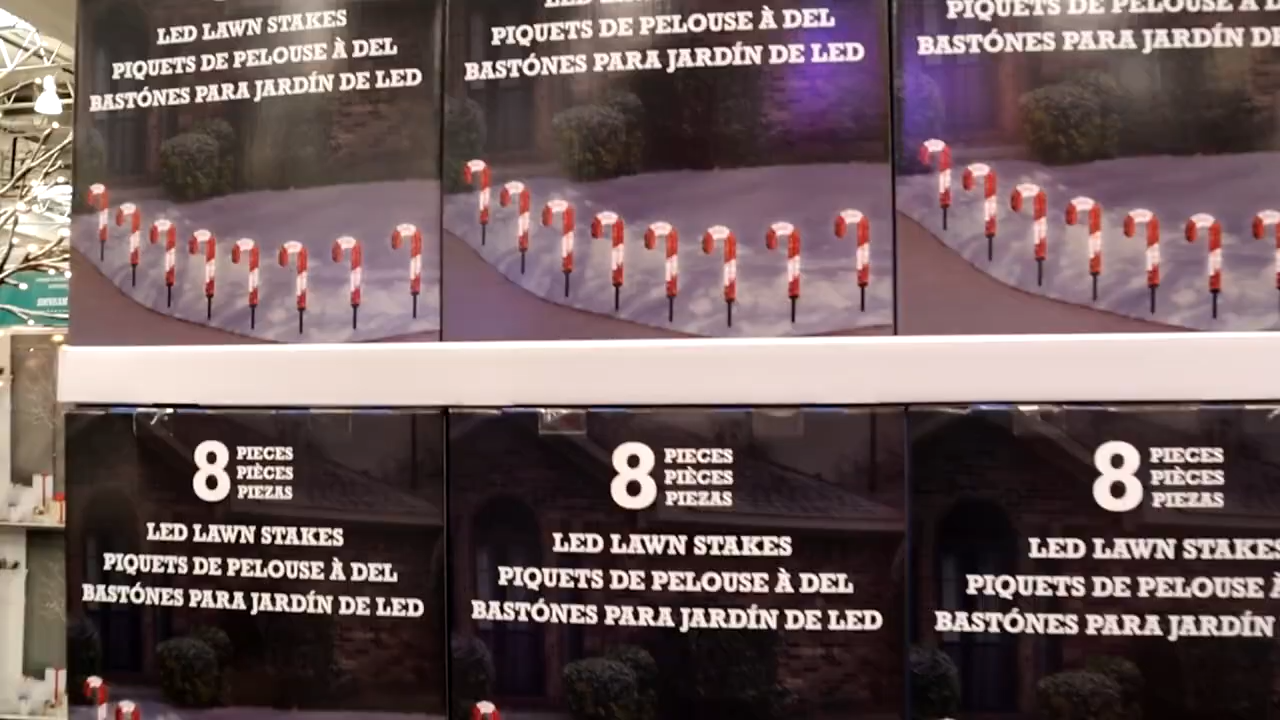 LED LAWN STAKES
PIQUETS DE PELOUSE À DEL
BASTÓNES PARA JARDÍN DE LED
PIQUETS DE PELOUSE À DEL
BASTÓNES PARA JARDÍN DE LED
PIQUETS DE PELOUSE À
BASTÓNES PARA JARDÍN
8 PIECES
PIÈCES
PIEZAS
LED LAWN STAKES
PIQUETS DE PELOUSE À DEL
BASTÓNES PARA JARDÍN DE LED
8 PIECES
PIÈCES
PIEZAS
LED LAWN STAKES
PIQUETS DE PELOUSE À DEL
BASTÓNES PARA JARDÍN DE LED
8 PIECES
PIÈCES
PIEZAS
LED LAWN STAKES
PIQUETS DE PELOUSE
BASTÓNES PARA JARDÍN